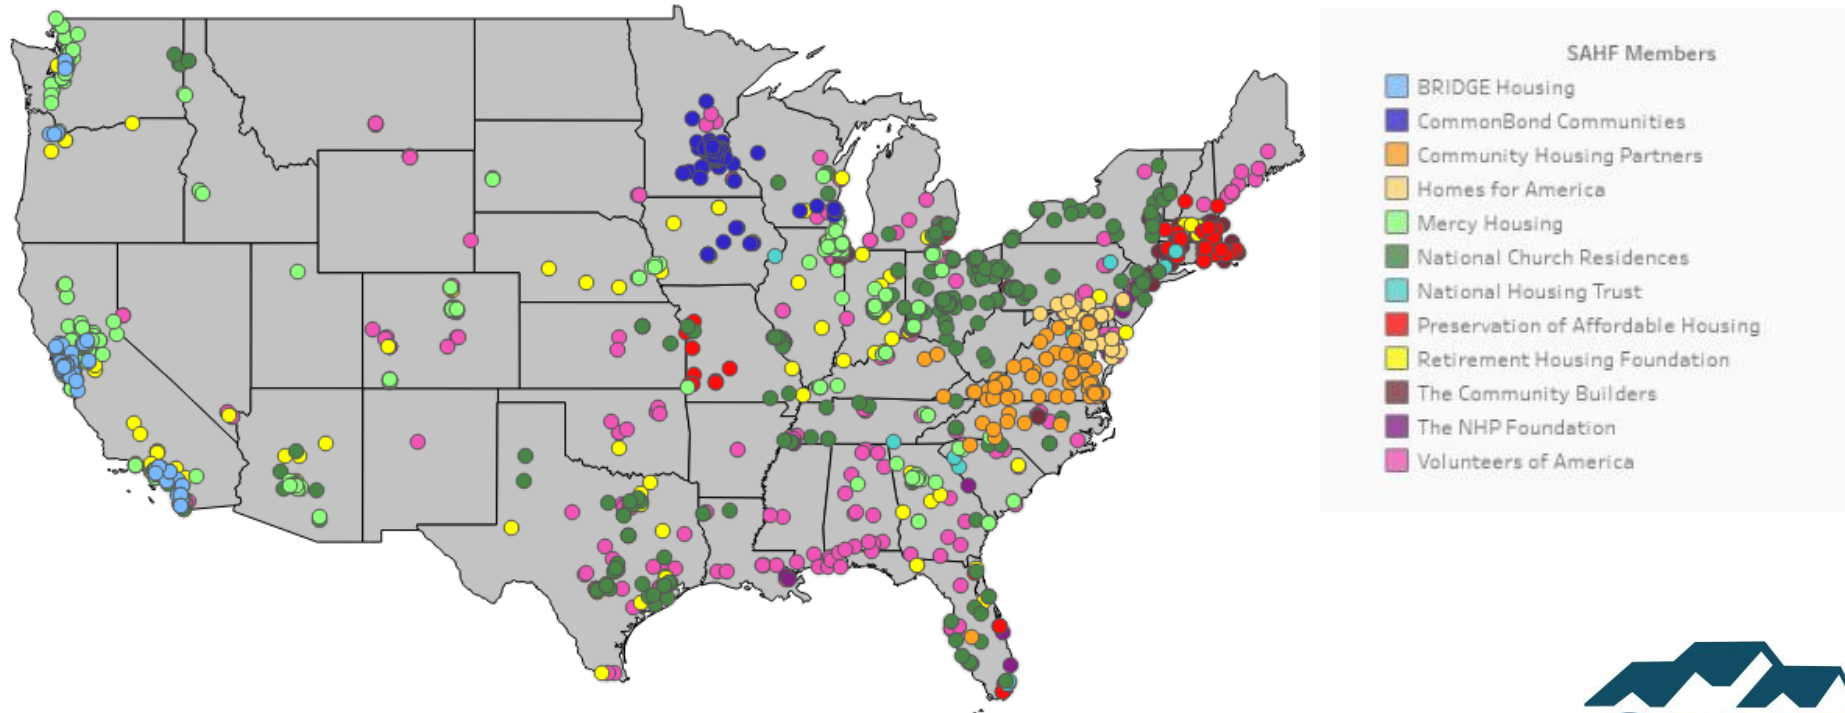 SAHF Members
BRIDGE Housing
CommonBond Communities
Community Housing Partners
Homes for America
Mercy Housing
National Church Residences
National Housing Trust
Preservation of Affordable Housing
Retirement Housing Foundation
The Community Builders
The NHP Foundation
Volunteers of America